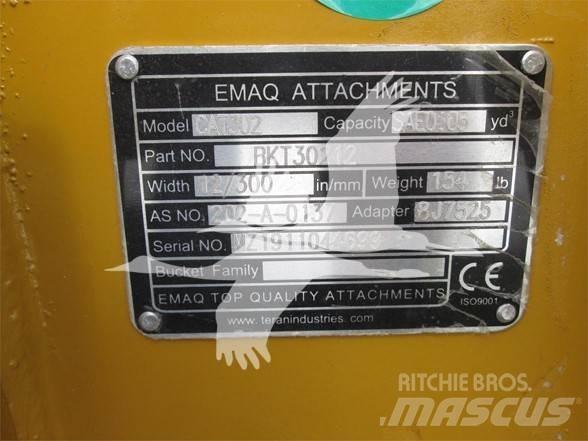 EMAQ ATTACHMENTS
Model CAT302 Capacity SAE0505 yd³
Part NO. BKT30212
Width 12/300 in/mm Weight lb
AS NO. 202-A-0137 Adapter BJ7525
Serial NO.
Bucket Family
EMAQ TOP QUALITY ATTACHMENTS
CE
ISO9001
www. teranindustries. com
RITCHIE BROS.
MASCUS